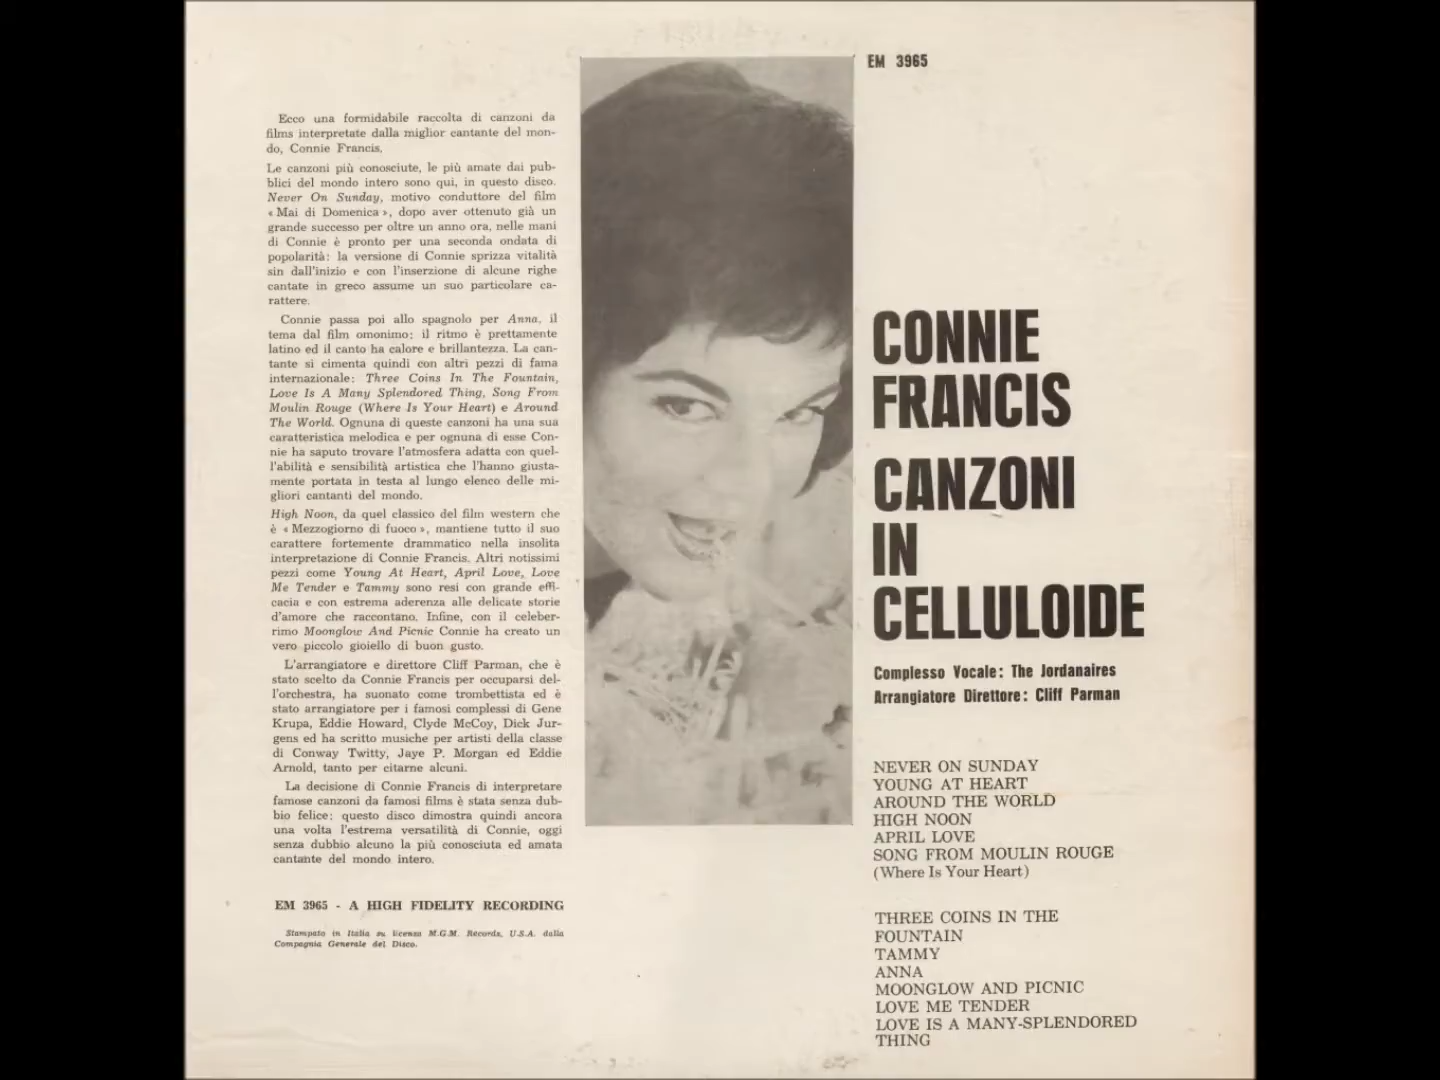 Ecco una formidabile raccolta di canzoni da
films interpretate dalla miglior cantante del mon-
do, Connie Francis.
Le canzoni più conosciute, le più amate dai pub-
blici del mondo intero sono qui, in questo disco.
Never On Sunday, motivo conduttore del film
« Mai di Domenica », dopo aver ottenuto già un
grande successo per oltre un anno ora, nelle mani
di Connie è pronto per una seconda ondata di
popolarità: la versione di Connie sprizza vitalità
sin dall'inizio e con l'inserzione di alcune righe
cantate in greco assume un suo particolare ca-
rattere.
Connie passa poi allo spagnolo per Anna, il
tema dal film omonimo: il ritmo è prettamente
latino ed il canto ha calore e brillantezza. La can-
tante si cimenta quindi con altri pezzi di fama
internazionale: Three Coins In The Fountain,
Love Is A Many Splendored Thing, Song From
Moulin Rouge (Where Is Your Heart) e Around
The World. Ognuna di queste canzoni ha una sua
caratteristica melodica e per ognuna di esse Con-
nie ha saputo trovare l'atmosfera adatta con quel-
l'abilità e sensibilità artistica che l'hanno giusta-
mente portata in testa al lungo elenco delle mi-
gliori cantanti del mondo.
High Noon, da quel classico del film western che
è « Mezzogiorno di fuoco », mantiene tutto il suo
carattere fortemente drammatico nella insolita
interpretazione di Connie Francis. Altri notissimi
pezzi come Young At Heart, April Love, Love
Me Tender e Tammy sono resi con grande effi-
cacia e con estrema aderenza alle delicate storie
d'amore che raccontano. Infine, con il celeber-
rimo Moonglow And Picnic Connie ha creato un
vero piccolo gioiello di buon gusto.
L'arrangiatore e direttore Cliff Parman, che è
stato scelto da Connie Francis per occuparsi del-
l'orchestra, ha suonato come trombettista ed è
stato arrangiatore per i famosi complessi di Gene
Krupa, Eddie Howard, Clyde McCoy, Dick Jur-
gens ed ha scritto musiche per artisti della classe
di Conway Twitty, Jaye P. Morgan ed Eddie
Arnold, tanto per citarne alcuni.
La decisione di Connie Francis di interpretare
famose canzoni da famosi films è stata senza dub-
bio felice: questo disco dimostra quindi ancora
una volta l'estrema versatilità di Connie, oggi
senza dubbio alcuno la più conosciuta ed amata
cantante del mondo intero.
EM 3965 - A HIGH FIDELITY RECORDING
Stampato in Italia su licenza M.G.M. Records, U.S.A. dalla
Compagnia Generale del Disco.
EM 3965
CONNIE
FRANCIS
CANZONI
IN
CELLULOIDE
Complesso Vocale: The Jordanaires
Arrangiatore Direttore: Cliff Parman
NEVER ON SUNDAY
YOUNG AT HEART
AROUND THE WORLD
HIGH NOON
APRIL LOVE
SONG FROM MOULIN ROUGE
(Where Is Your Heart)
THREE COINS IN THE
FOUNTAIN
TAMMY
ANNA
MOONGLOW AND PICNIC
LOVE ME TENDER
LOVE IS A MANY-SPLENDORED
THING